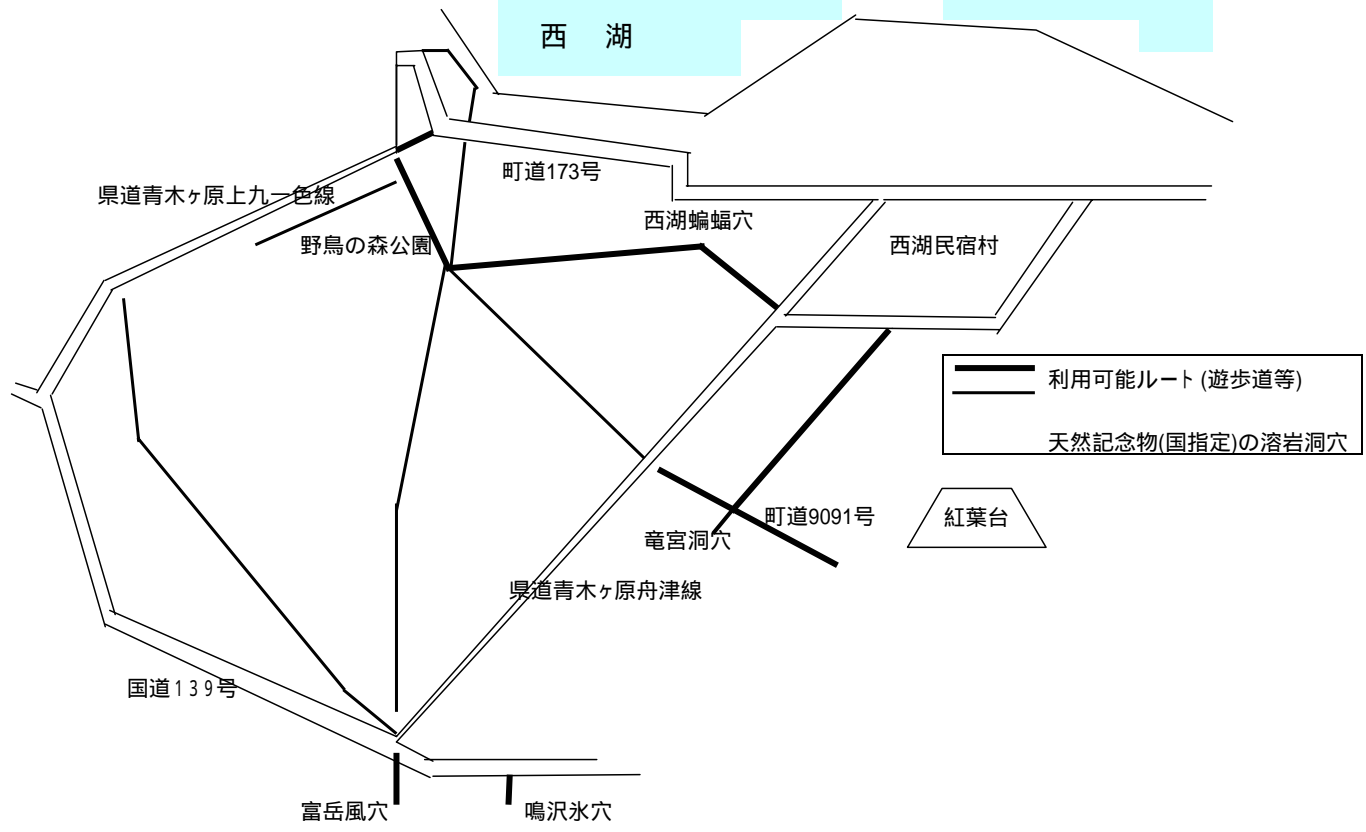 西 湖
町道173号
県道青木ヶ原上九一色線
西湖蝙蝠穴
野鳥の森公園
西湖民宿村
利用可能ルート(遊歩道等)
天然記念物(国指定)の溶岩洞穴
町道9091号
紅葉台
竜宮洞穴
県道青木ヶ原舟津線
国道139号
富岳風穴
鳴沢氷穴